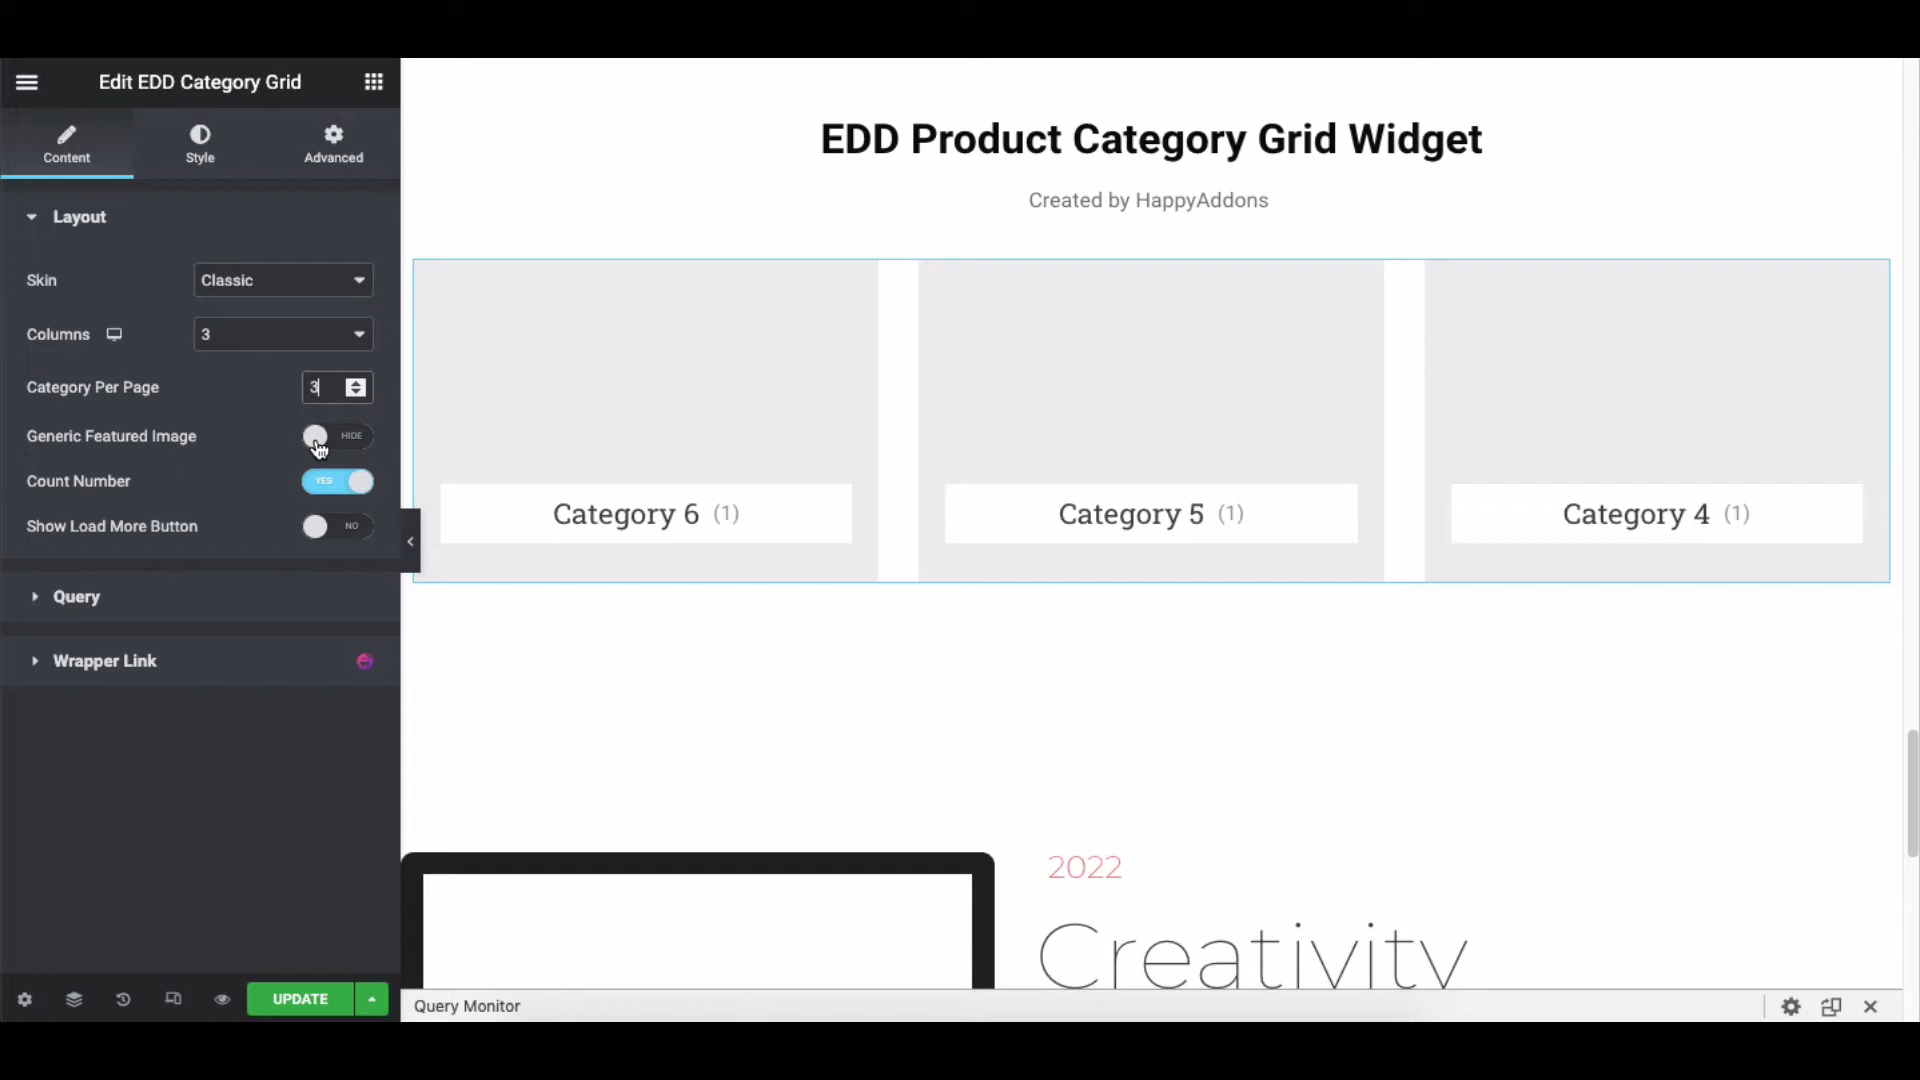 Edit EDD Category Grid
Content
Style
Advanced
Layout
Skin
Classic
Columns
3
Category Per Page
3
Generic Featured Image
HIDE
Count Number
YES
Show Load More Button
NO
Query
Wrapper Link
UPDATE
EDD Product Category Grid Widget
Created by HappyAddons
Category 6 (1)
Category 5 (1)
Category 4 (1)
2022
Creativity
Query Monitor